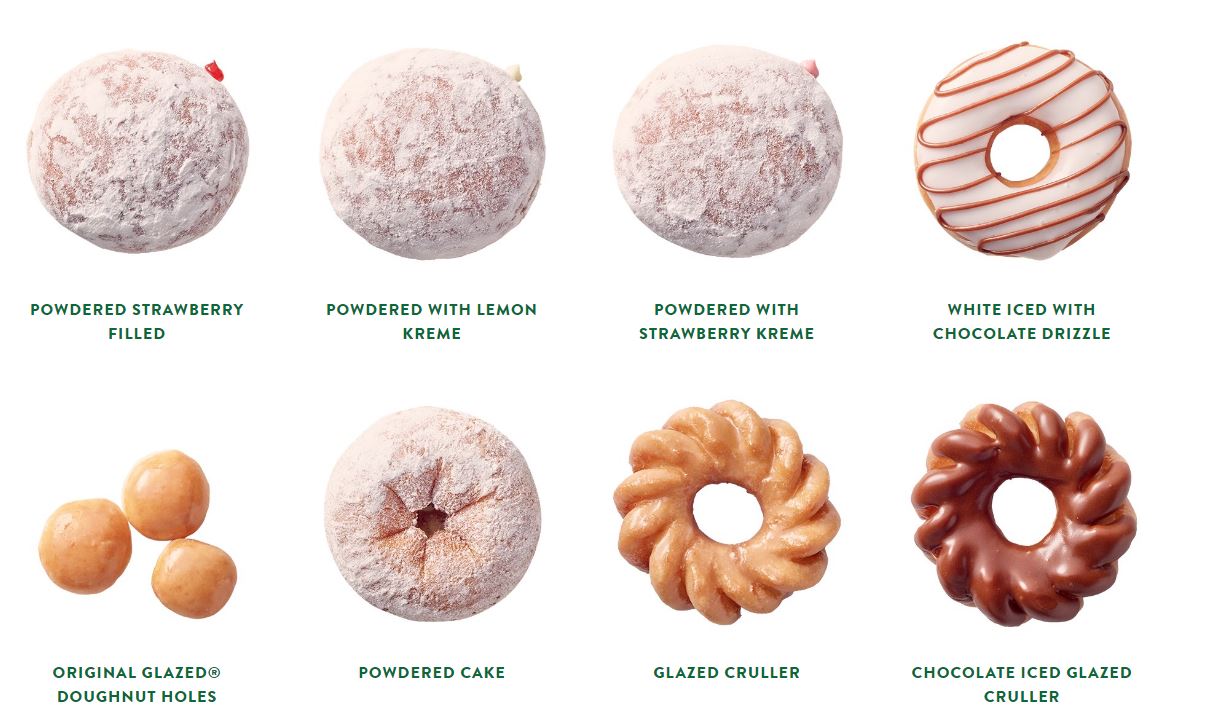 POWDERED STRAWBERRY
FILLED
POWDERED WITH LEMON
KREME
POWDERED WITH
STRAWBERRY KREME
WHITE ICED WITH
CHOCOLATE DRIZZLE
ORIGINAL GLAZED®
DOUGHNUT HOLES
POWDERED CAKE
GLAZED CRULLER
CHOCOLATE ICED GLAZED
CRULLER